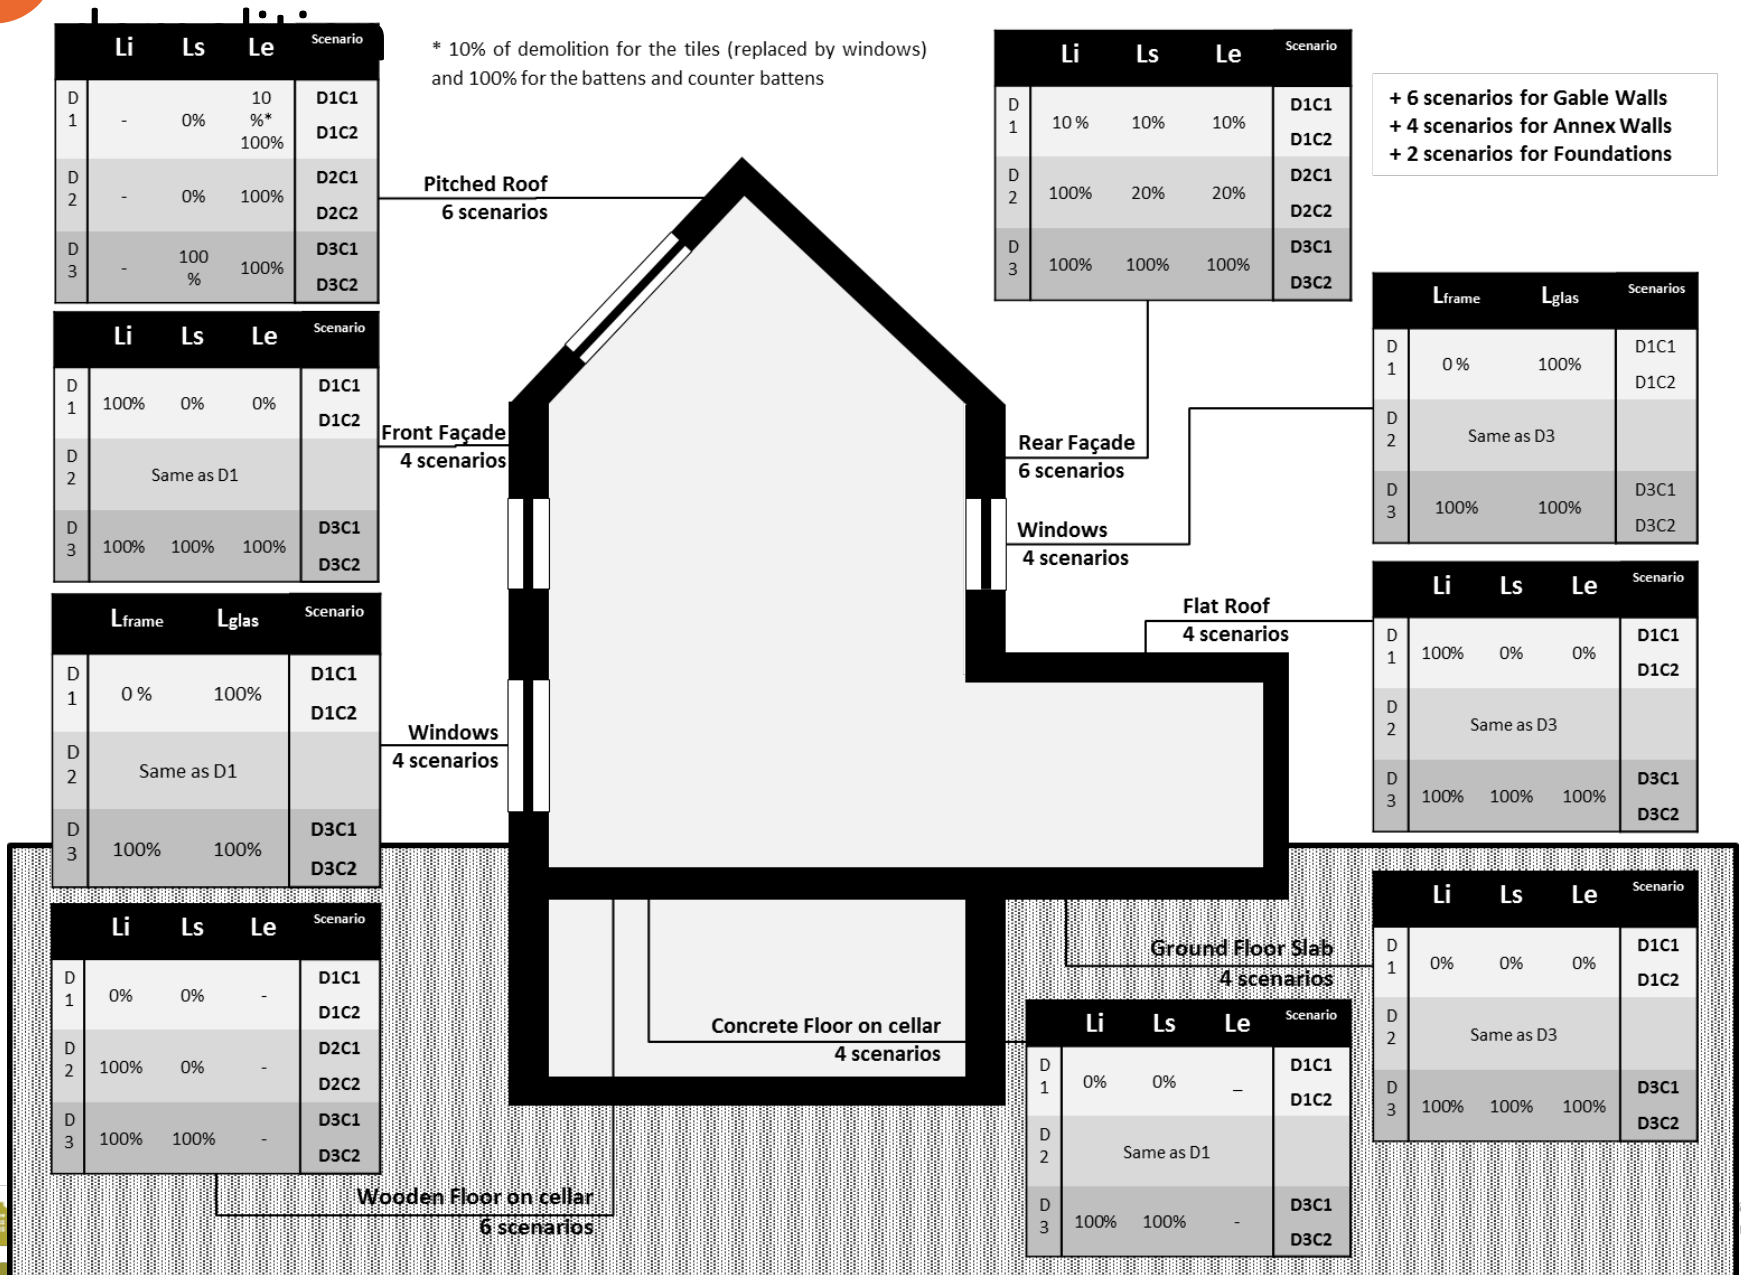 Li Ls Le Scenario
D1 - 0% 10%* 100% D1C1 D1C2
D2 - 0% 100% D2C1 D2C2
D3 - 100% 100% D3C1 D3C2
* 10% of demolition for the tiles (replaced by windows)
and 100% for the battens and counter battens
Li Ls Le Scenario
D1 10 % 10% 10% D1C1 D1C2
D2 100% 20% 20% D2C1 D2C2
D3 100% 100% 100% D3C1 D3C2
+ 6 scenarios for Gable Walls
+ 4 scenarios for Annex Walls
+ 2 scenarios for Foundations
Pitched Roof
6 scenarios
Li Ls Le Scenario
D1 100% 0% 0% D1C1 D1C2
D2 Same as D1
D3 100% 100% 100% D3C1 D3C2
Front Façade
4 scenarios
Rear Façade
6 scenarios
Lframe Lglas Scenarios
D1 0 % 100% D1C1 D1C2
D2 Same as D3
D3 100% 100% D3C1 D3C2
Windows
4 scenarios
Lframe Lglas Scenario
D1 0 % 100% D1C1 D1C2
D2 Same as D1
D3 100% 100% D3C1 D3C2
Windows
4 scenarios
Flat Roof
4 scenarios
Li Ls Le Scenario
D1 100% 0% 0% D1C1 D1C2
D2 Same as D3
D3 100% 100% 100% D3C1 D3C2
Li Ls Le Scenario
D1 0% 0% - D1C1 D1C2
D2 100% 0% - D2C1 D2C2
D3 100% 100% - D3C1 D3C2
Wooden Floor on cellar
6 scenarios
Concrete Floor on cellar
4 scenarios
Li Ls Le Scenario
D1 0% 0% _ D1C1 D1C2
D2 Same as D1
D3 100% 100% - D3C1 D3C2
Ground Floor Slab
4 scenarios
Li Ls Le Scenario
D1 0% 0% 0% D1C1 D1C2
D2 Same as D3
D3 100% 100% 100% D3C1 D3C2